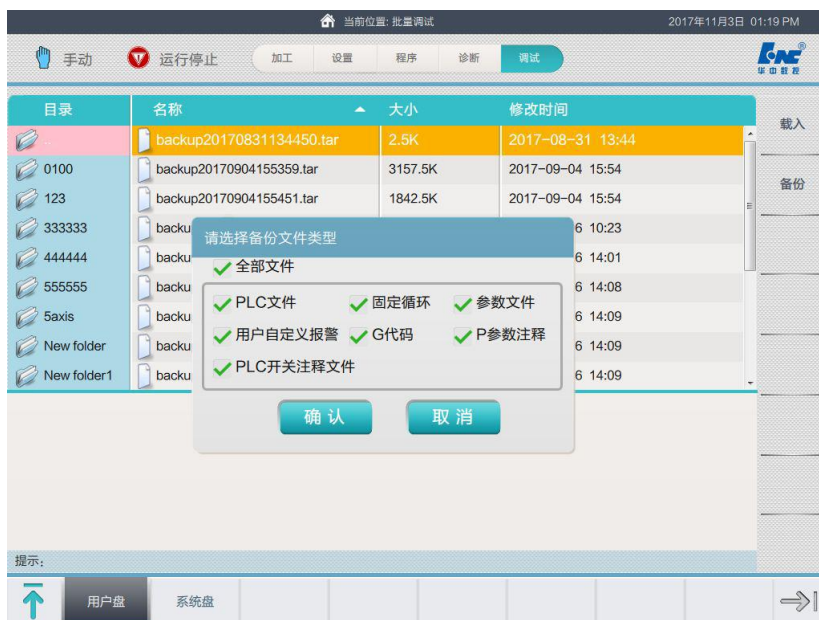 当前位置: 批量调试
2017年11月3日 01:19 PM
手动
运行停止
加工
设置
程序
诊断
调试
华中数控
目录
名称
大小
修改时间
载入
备份
..
backup20170831134450.tar 2.5K 2017-08-31 13:44
0100 backup20170904155359.tar 3157.5K 2017-09-04 15:54
123 backup20170904155451.tar 1842.5K 2017-09-04 15:54
333333 backu 6 10:23
444444 backu 6 14:01
555555 backu 6 14:08
5axis backu 6 14:09
New folder backu 6 14:09
New folder1 backu 6 14:09
请选择备份文件类型
全部文件
PLC文件 固定循环 参数文件
用户自定义报警 G代码 P参数注释
PLC开关注释文件
确 认 取 消
提示:
用户盘 系统盘